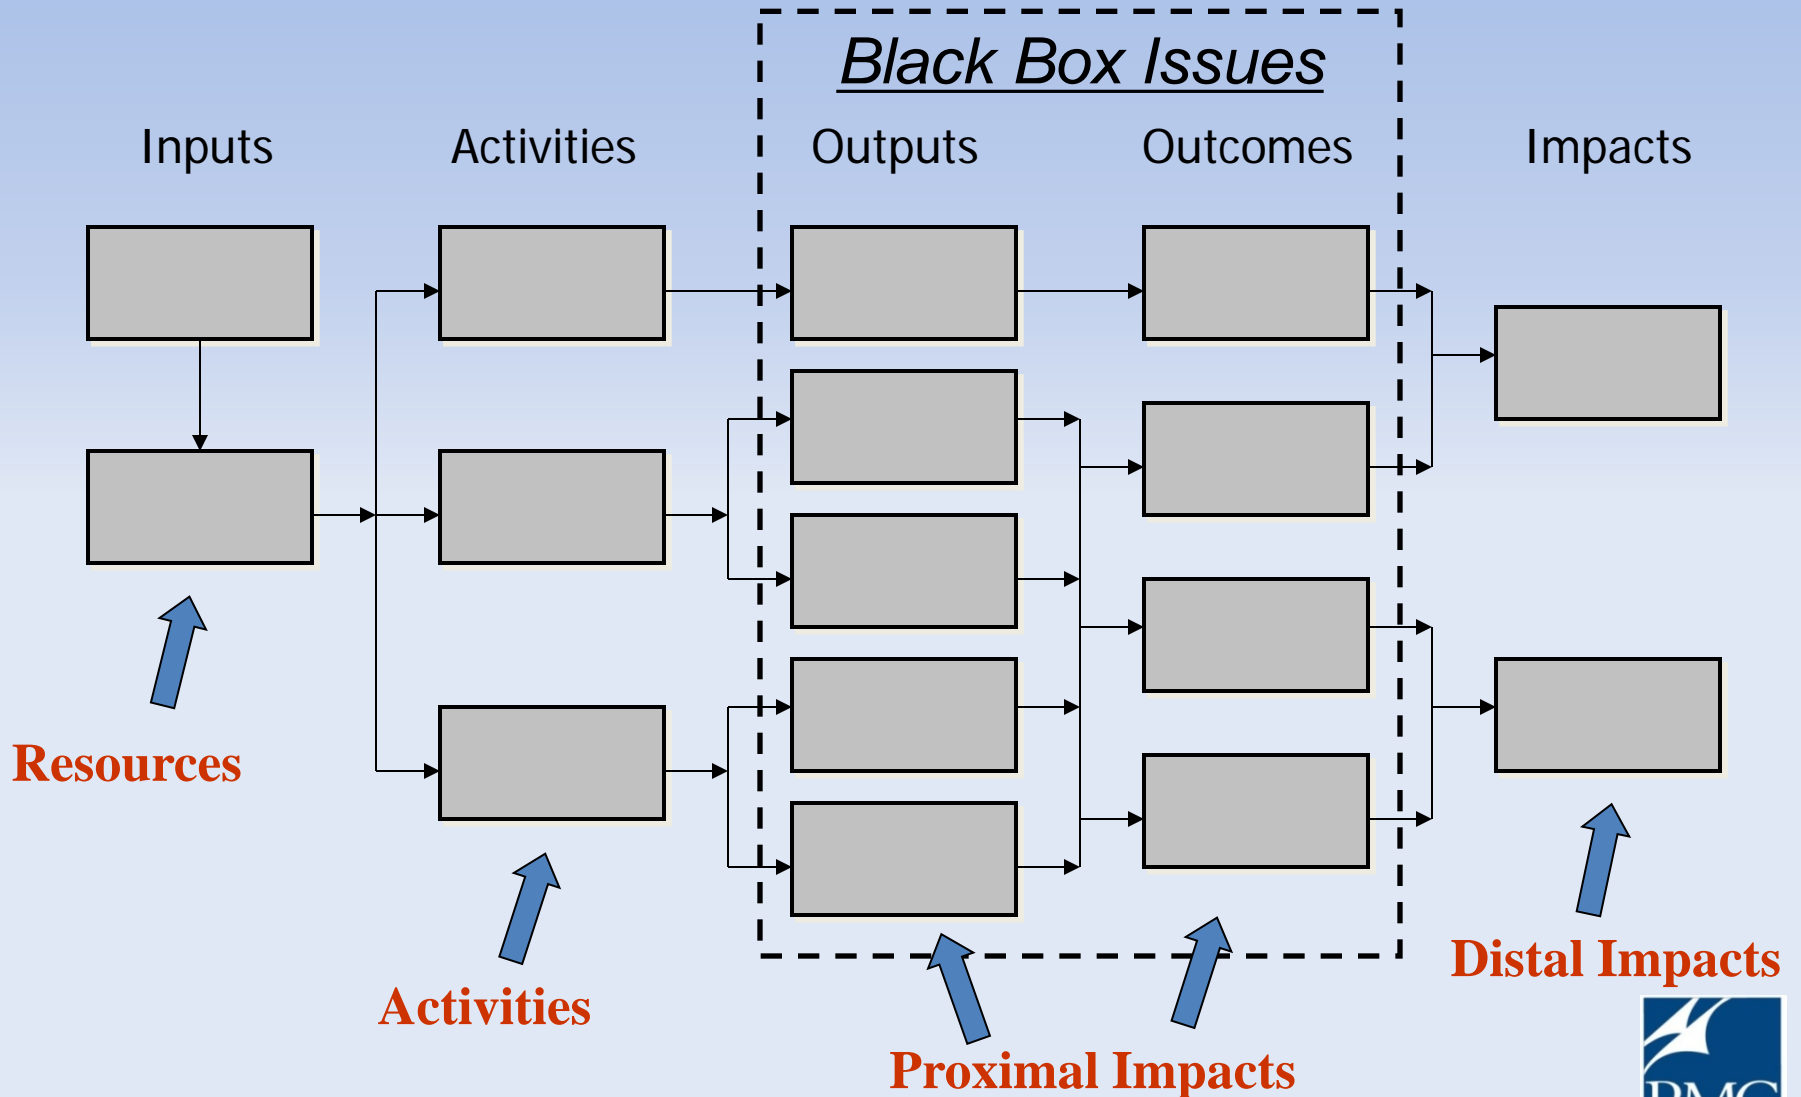 Black Box Issues
Inputs
Activities
Outputs
Outcomes
Impacts
Resources
Activities
Proximal Impacts
Distal Impacts